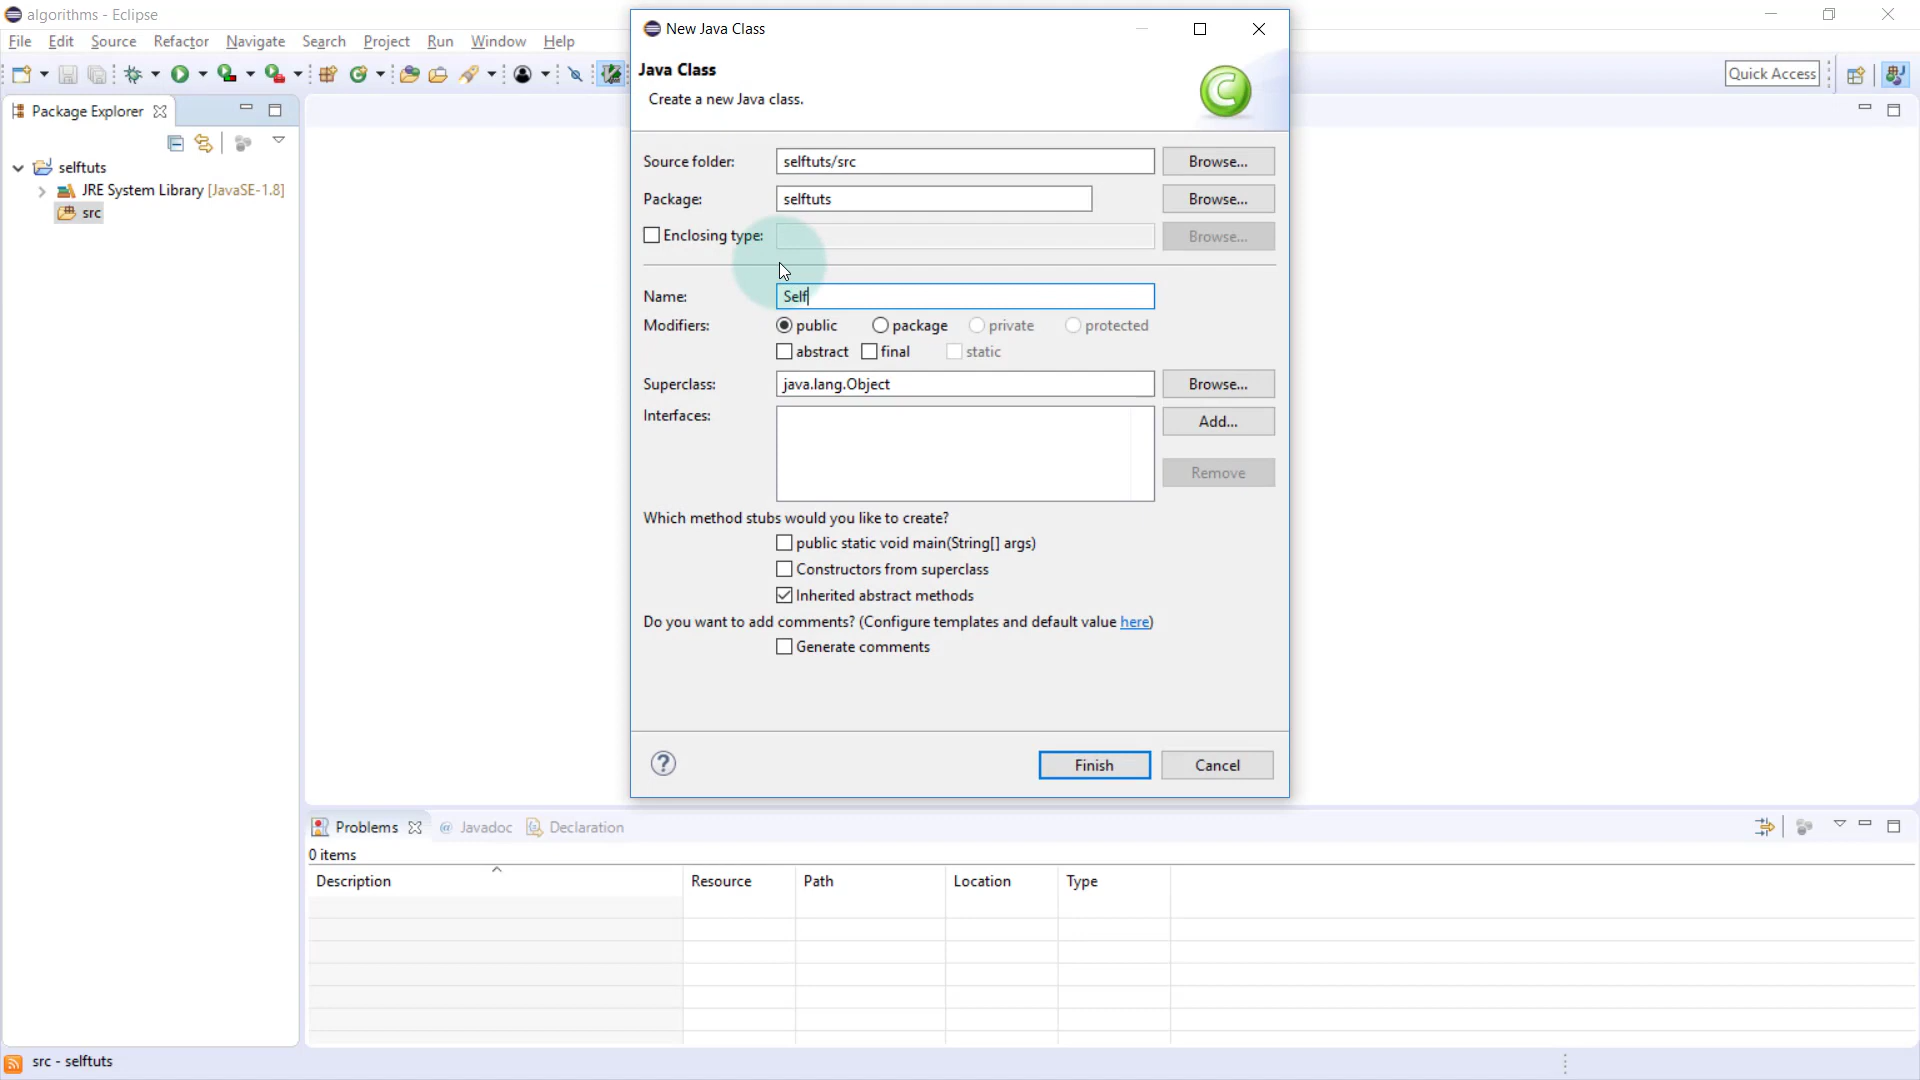 algorithms - Eclipse
File Edit Source Refactor Navigate Search Project Run Window Help
Quick Access
Package Explorer
selftuts
JRE System Library [JavaSE-1.8]
src
New Java Class
Java Class
Create a new Java class.
Source folder: selftuts/src Browse...
Package: selftuts Browse...
Enclosing type: Browse...
Name: Self
Modifiers: public package private protected
abstract final static
Superclass: java.lang.Object Browse...
Interfaces: Add...
Remove
Which method stubs would you like to create?
public static void main(String[] args)
Constructors from superclass
Inherited abstract methods
Do you want to add comments? (Configure templates and default value here)
Generate comments
Finish Cancel
Problems @ Javadoc Declaration
0 items
Description Resource Path Location Type
src - selftuts